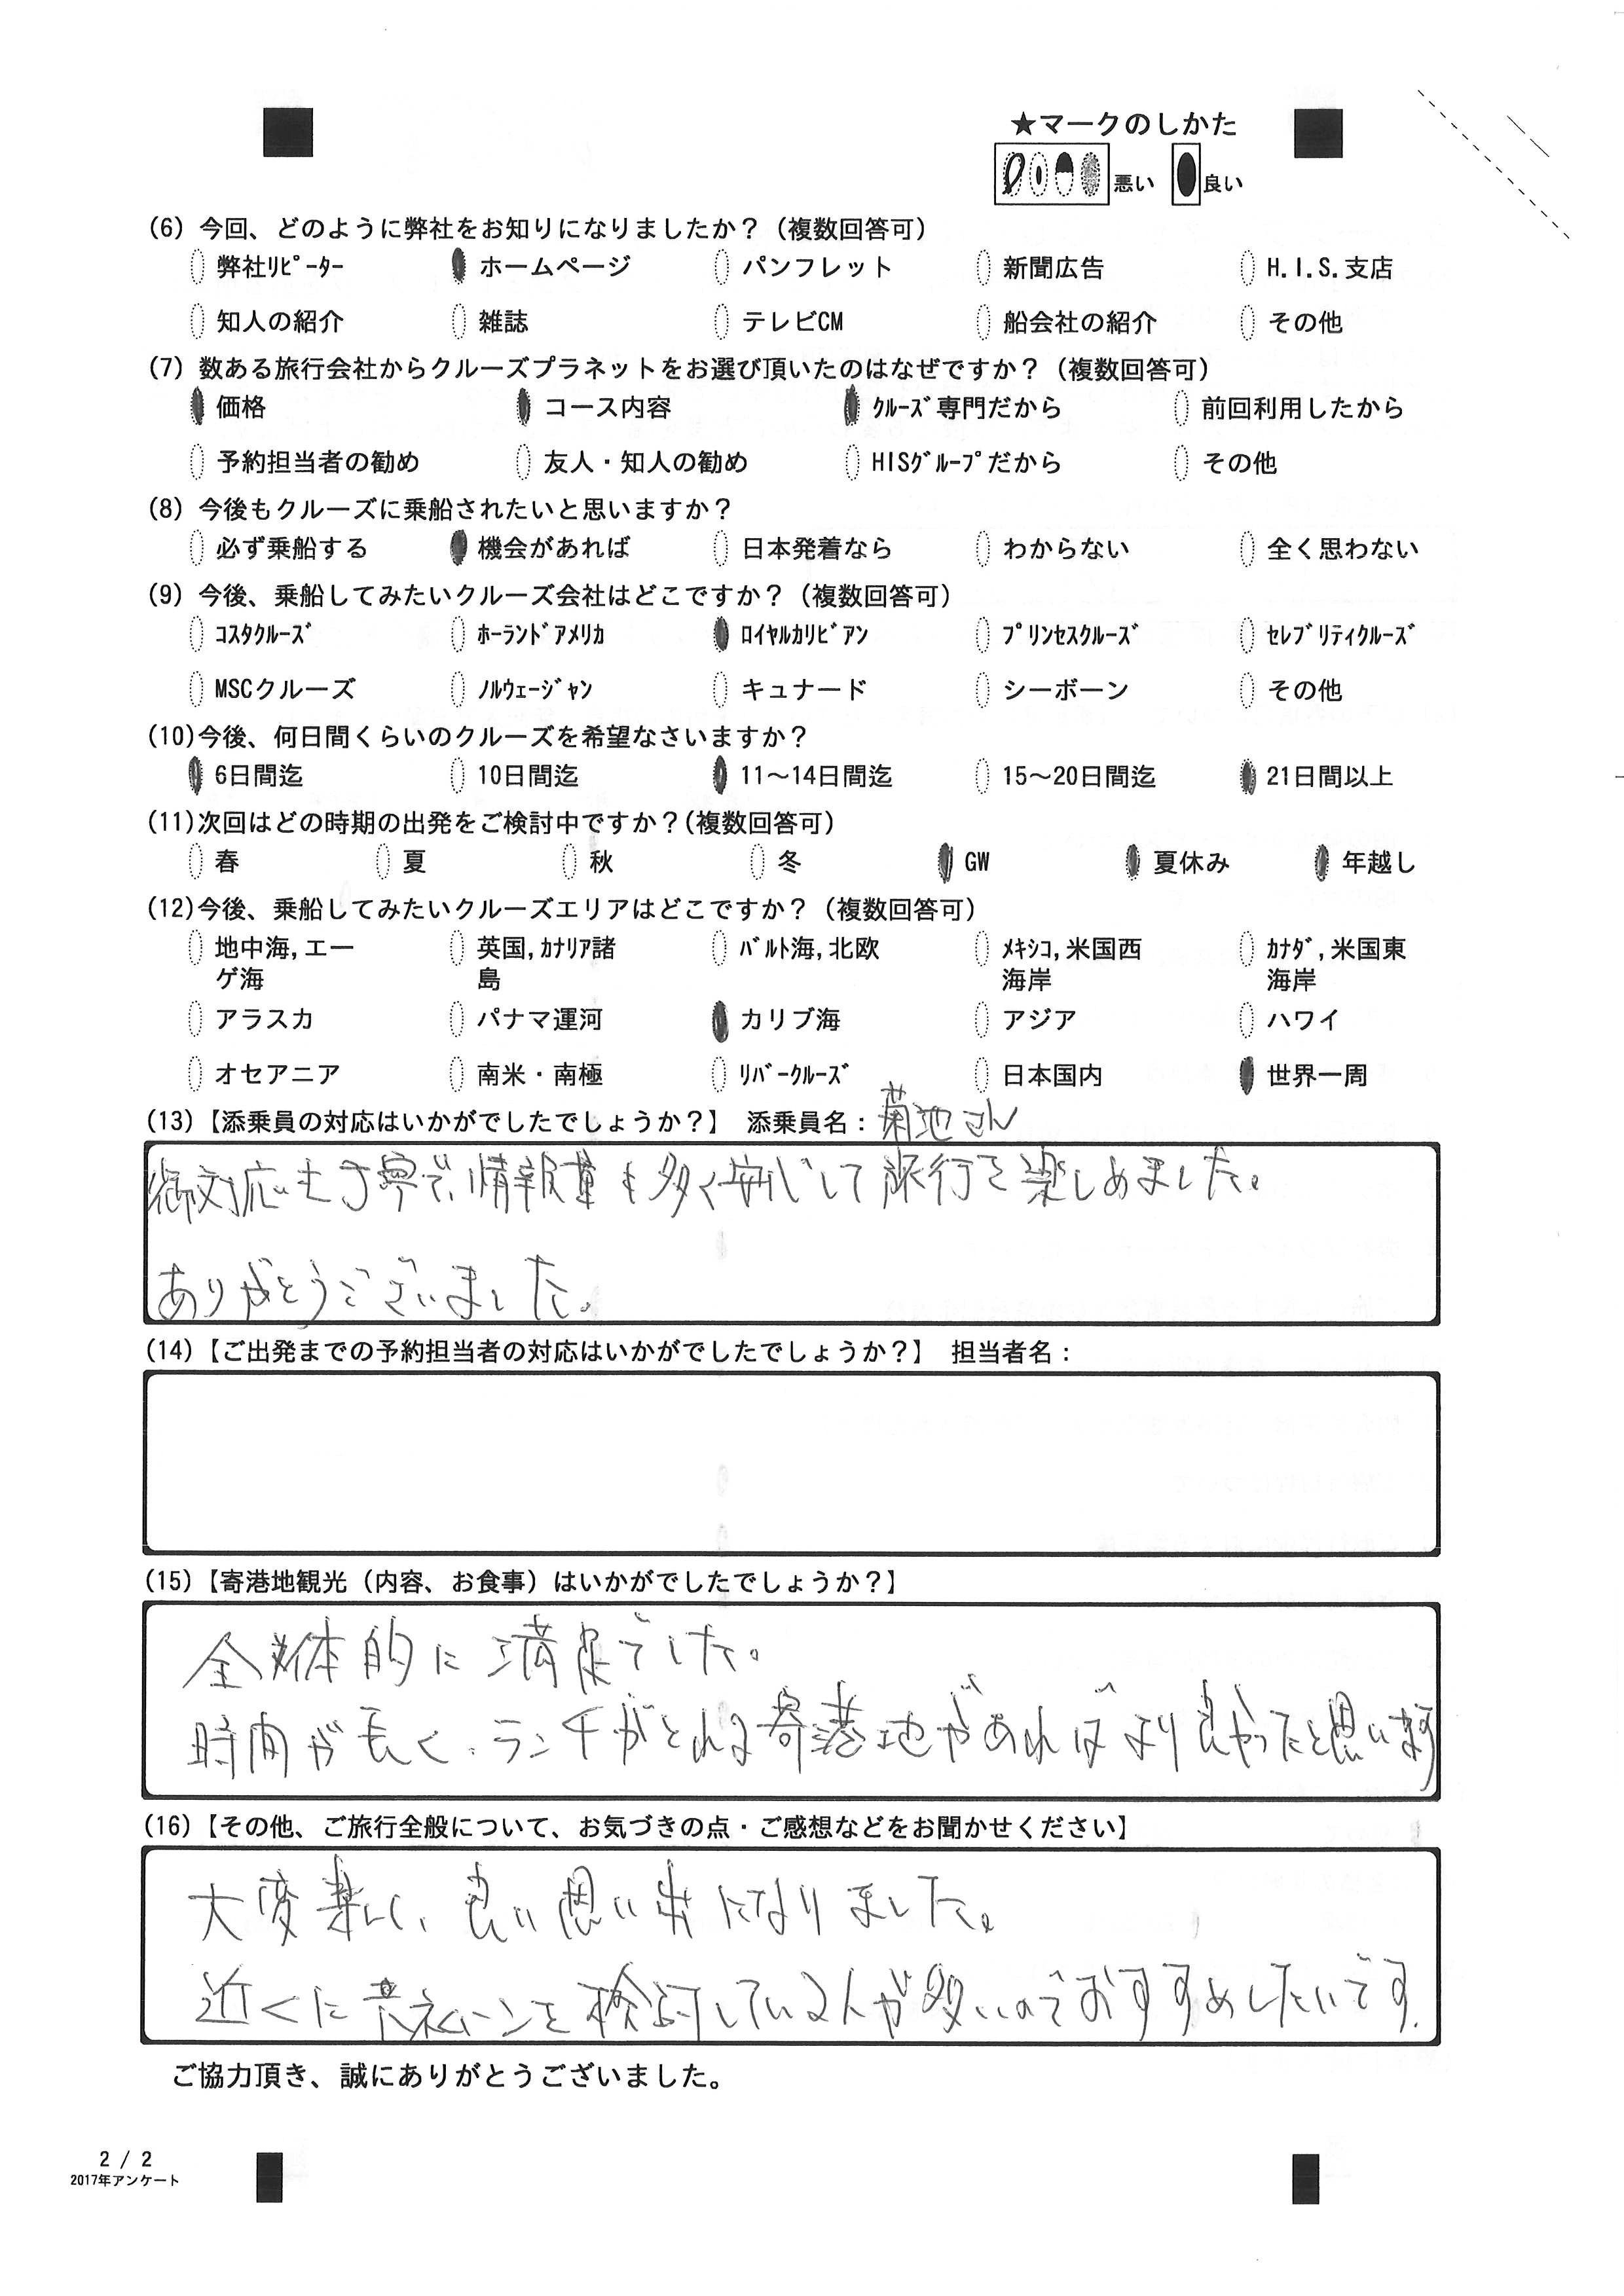 ★マークのしかた
悪い 良い
(6) 今回、どのように弊社をお知りになりましたか？（複数回答可）
弊社ﾘﾋﾟｰﾀｰ ホームページ パンフレット 新聞広告 H.I.S.支店
知人の紹介 雑誌 テレビCM 船会社の紹介 その他
(7) 数ある旅行会社からクルーズプラネットをお選び頂いたのはなぜですか？（複数回答可）
価格 コース内容 ｸﾙｰｽﾞ専門だから 前回利用したから
予約担当者の勧め 友人・知人の勧め HISｸﾞﾙｰﾌﾟだから その他
(8) 今後もクルーズに乗船されたいと思いますか？
必ず乗船する 機会があれば 日本発着なら わからない 全く思わない
(9) 今後、乗船してみたいクルーズ会社はどこですか？（複数回答可）
ｺｽﾀｸﾙｰｽﾞ ﾎｰﾗﾝﾄﾞｱﾒﾘｶ ﾛｲﾔﾙｶﾘﾋﾞｱﾝ ﾌﾟﾘﾝｾｽｸﾙｰｽﾞ ｾﾚﾌﾞﾘﾃｨｸﾙｰｽﾞ
MSCクルーズ ﾉﾙｳｪｰｼﾞｬﾝ キュナード シーボーン その他
(10)今後、何日間くらいのクルーズを希望なさいますか？
6日間迄 10日間迄 11～14日間迄 15～20日間迄 21日間以上
(11)次回はどの時期の出発をご検討中ですか？(複数回答可）
春 夏 秋 冬 GW 夏休み 年越し
(12)今後、乗船してみたいクルーズエリアはどこですか？（複数回答可）
地中海,エー 英国,ｶﾅﾘｱ諸 ﾊﾞﾙﾄ海,北欧 ﾒｷｼｺ,米国西 ｶﾅﾀﾞ,米国東
ゲ海 島 海岸 海岸
アラスカ パナマ運河 カリブ海 アジア ハワイ
オセアニア 南米・南極 ﾘﾊﾞｰｸﾙｰｽﾞ 日本国内 世界一周
(13)【添乗員の対応はいかがでしたでしょうか？】 添乗員名：菊池さん
御対応も丁寧で、情報量も多く安心して旅行を楽しめました。
ありがとうございました。
(14)【ご出発までの予約担当者の対応はいかがでしたでしょうか？】 担当者名：
(15)【寄港地観光（内容、お食事）はいかがでしたでしょうか？】
全体的に満足でした。
時間が長く、ランチがとれる寄港地があればより良かったと思います
(16)【その他、ご旅行全般について、お気づきの点・ご感想などをお聞かせください】
大変楽しく、良い思い出になりました。
近くに を検討している人が多いのでおすすめしたいです。
ご協力頂き、誠にありがとうございました。
2 / 2
2017年アンケート